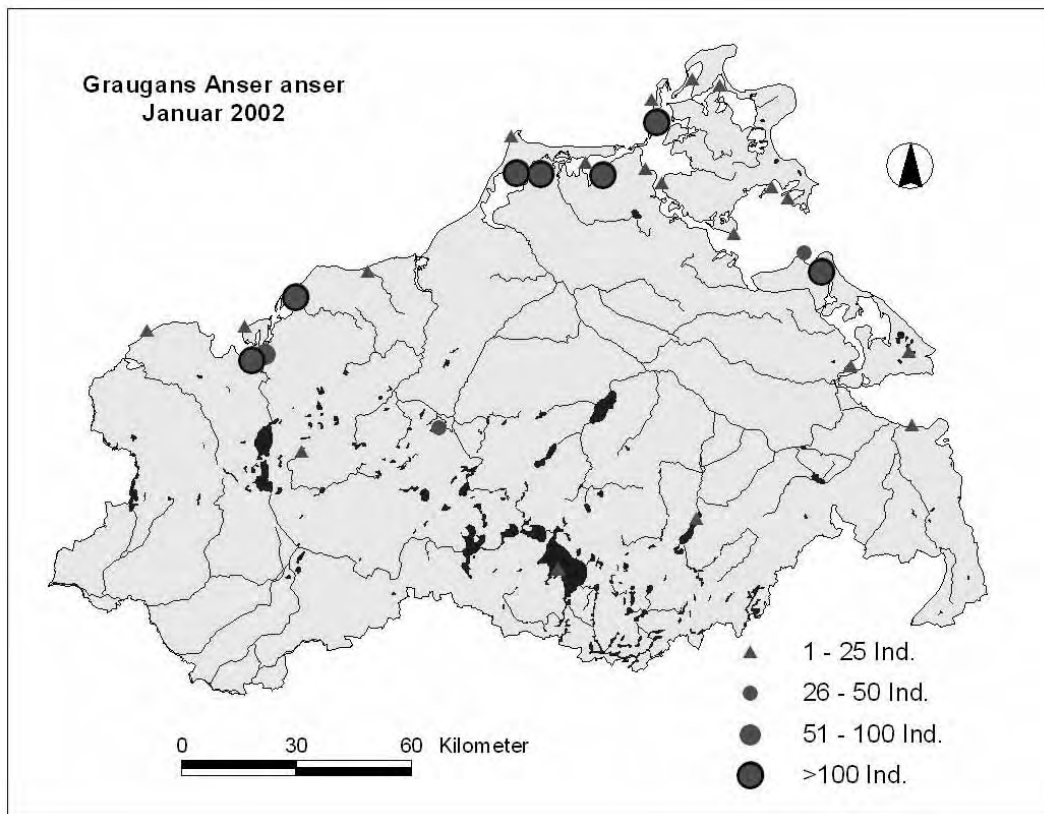 Graugans Anser anser
Januar 2002
1 - 25 Ind.
26 - 50 Ind.
51 - 100 Ind.
>100 Ind.
0 30 60 Kilometer